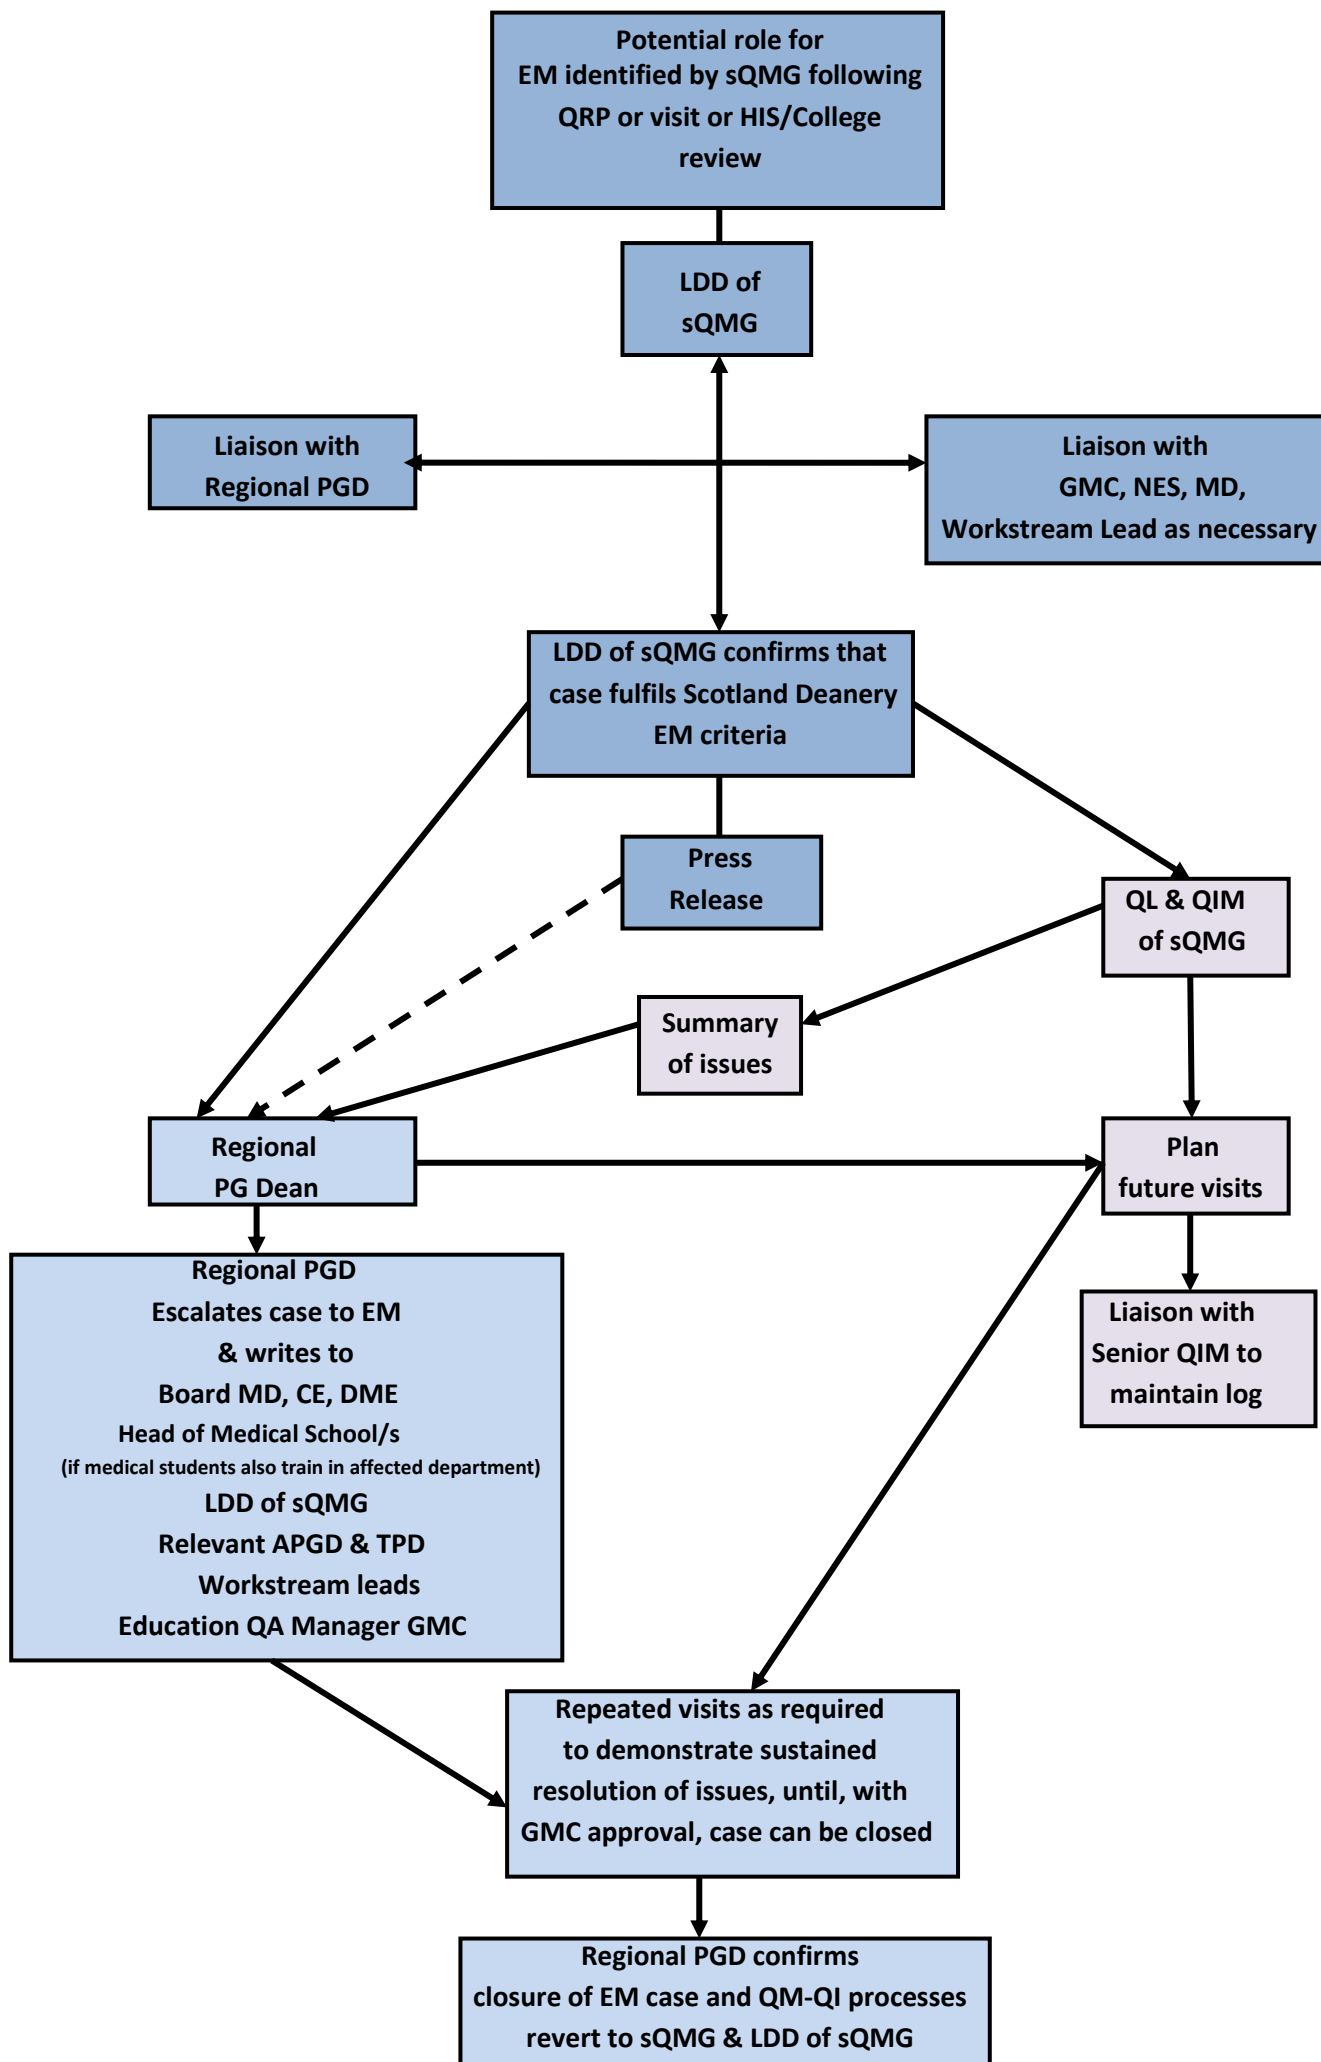 Potential role for
EM identified by sQMG following
QRP or visit or HIS/College
review
LDD of
sQMG
Liaison with
Regional PGD
Liaison with
GMC, NES, MD,
Workstream Lead as necessary
LDD of sQMG confirms that
case fulfils Scotland Deanery
EM criteria
Press
Release
QL & QIM
of sQMG
Summary
of issues
Regional
PG Dean
Plan
future visits
Regional PGD
Escalates case to EM
& writes to
Board MD, CE, DME
Head of Medical School/s
(if medical students also train in affected department)
LDD of sQMG
Relevant APGD & TPD
Workstream leads
Education QA Manager GMC
Liaison with
Senior QIM to
maintain log
Repeated visits as required
to demonstrate sustained
resolution of issues, until, with
GMC approval, case can be closed
Regional PGD confirms
closure of EM case and QM-QI processes
revert to sQMG & LDD of sQMG